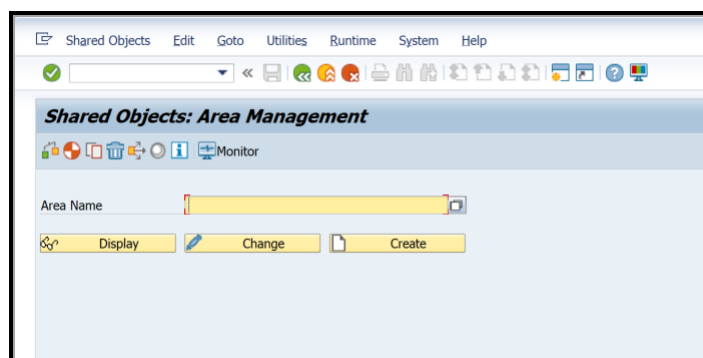 Shared Objects Edit Goto Utilities Runtime System Help
Shared Objects: Area Management
Monitor
Area Name
Display Change Create